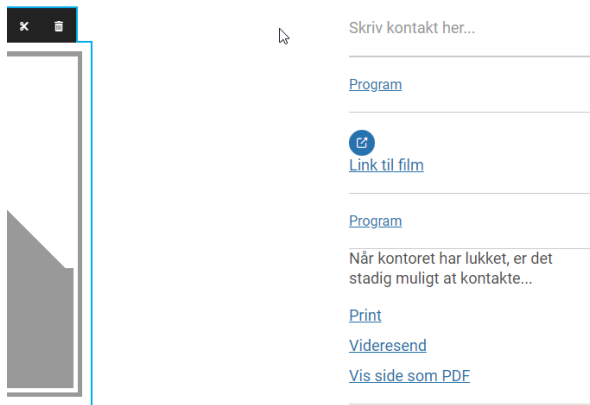 Skriv kontakt her...
Program
Link til film
Program
Når kontoret har lukket, er det
stadig muligt at kontakte...
Print
Videresend
Vis side som PDF